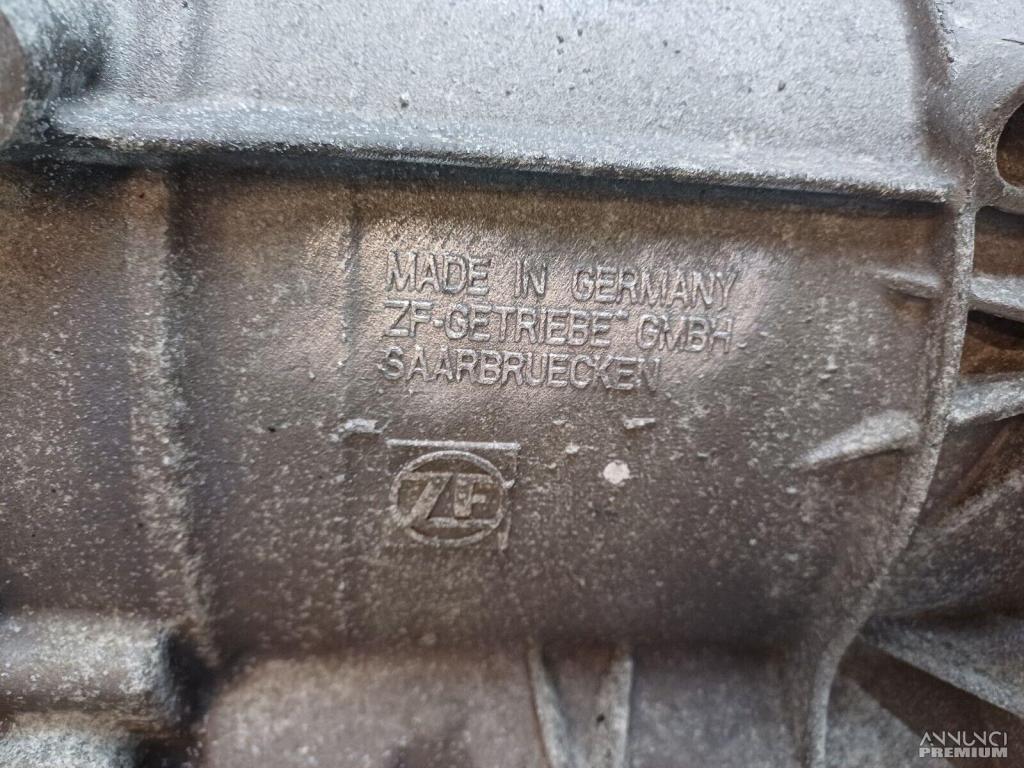 MADE IN GERMANY
ZF-GETRIEBE GMBH
SAARBRUECKEN
ZF
ANNUNCI
PREMIUM